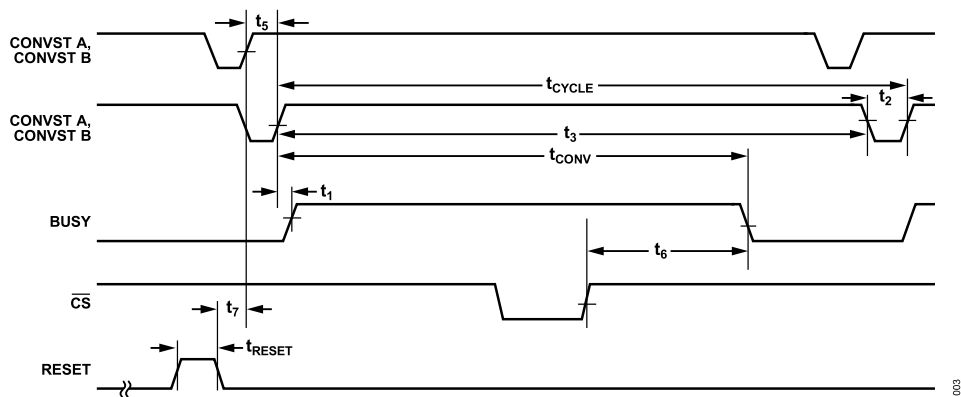 t5
CONVST A,
CONVST B
tCYCLE
t2
CONVST A,
CONVST B
t3
tCONV
t1
BUSY
t6
CS
t7
tRESET
RESET
003